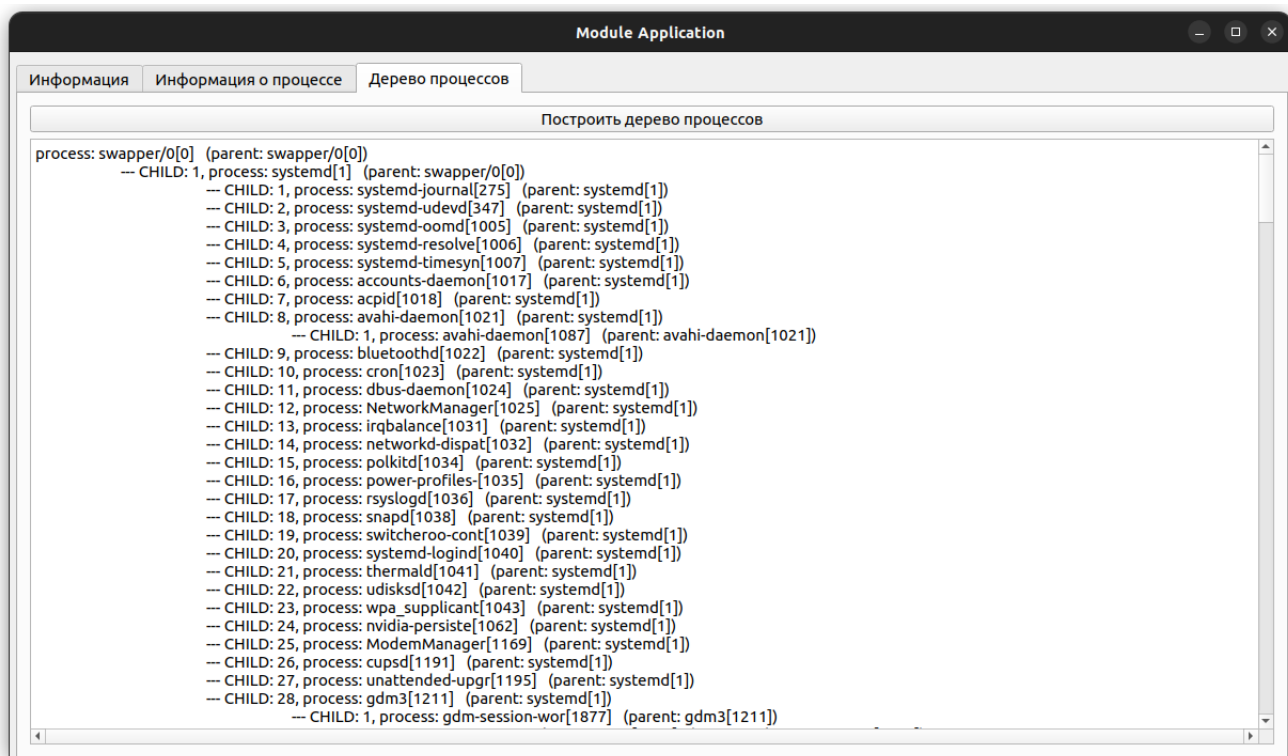 Module Application
Информация Информация о процессе Дерево процессов
Построить дерево процессов
process: swapper/0[0] (parent: swapper/0[0])
--- CHILD: 1, process: systemd[1] (parent: swapper/0[0])
--- CHILD: 1, process: systemd-journal[275] (parent: systemd[1])
--- CHILD: 2, process: systemd-udevd[347] (parent: systemd[1])
--- CHILD: 3, process: systemd-oomd[1005] (parent: systemd[1])
--- CHILD: 4, process: systemd-resolve[1006] (parent: systemd[1])
--- CHILD: 5, process: systemd-timesyn[1007] (parent: systemd[1])
--- CHILD: 6, process: accounts-daemon[1017] (parent: systemd[1])
--- CHILD: 7, process: acpid[1018] (parent: systemd[1])
--- CHILD: 8, process: avahi-daemon[1021] (parent: systemd[1])
--- CHILD: 1, process: avahi-daemon[1087] (parent: avahi-daemon[1021])
--- CHILD: 9, process: bluetoothd[1022] (parent: systemd[1])
--- CHILD: 10, process: cron[1023] (parent: systemd[1])
--- CHILD: 11, process: dbus-daemon[1024] (parent: systemd[1])
--- CHILD: 12, process: NetworkManager[1025] (parent: systemd[1])
--- CHILD: 13, process: irqbalance[1031] (parent: systemd[1])
--- CHILD: 14, process: networkd-dispat[1032] (parent: systemd[1])
--- CHILD: 15, process: polkitd[1034] (parent: systemd[1])
--- CHILD: 16, process: power-profiles-[1035] (parent: systemd[1])
--- CHILD: 17, process: rsyslogd[1036] (parent: systemd[1])
--- CHILD: 18, process: snapd[1038] (parent: systemd[1])
--- CHILD: 19, process: switcheroo-cont[1039] (parent: systemd[1])
--- CHILD: 20, process: systemd-logind[1040] (parent: systemd[1])
--- CHILD: 21, process: thermald[1041] (parent: systemd[1])
--- CHILD: 22, process: udisksd[1042] (parent: systemd[1])
--- CHILD: 23, process: wpa_supplicant[1043] (parent: systemd[1])
--- CHILD: 24, process: nvidia-persiste[1062] (parent: systemd[1])
--- CHILD: 25, process: ModemManager[1169] (parent: systemd[1])
--- CHILD: 26, process: cupsd[1191] (parent: systemd[1])
--- CHILD: 27, process: unattended-upgr[1195] (parent: systemd[1])
--- CHILD: 28, process: gdm3[1211] (parent: systemd[1])
--- CHILD: 1, process: gdm-session-wor[1877] (parent: gdm3[1211])